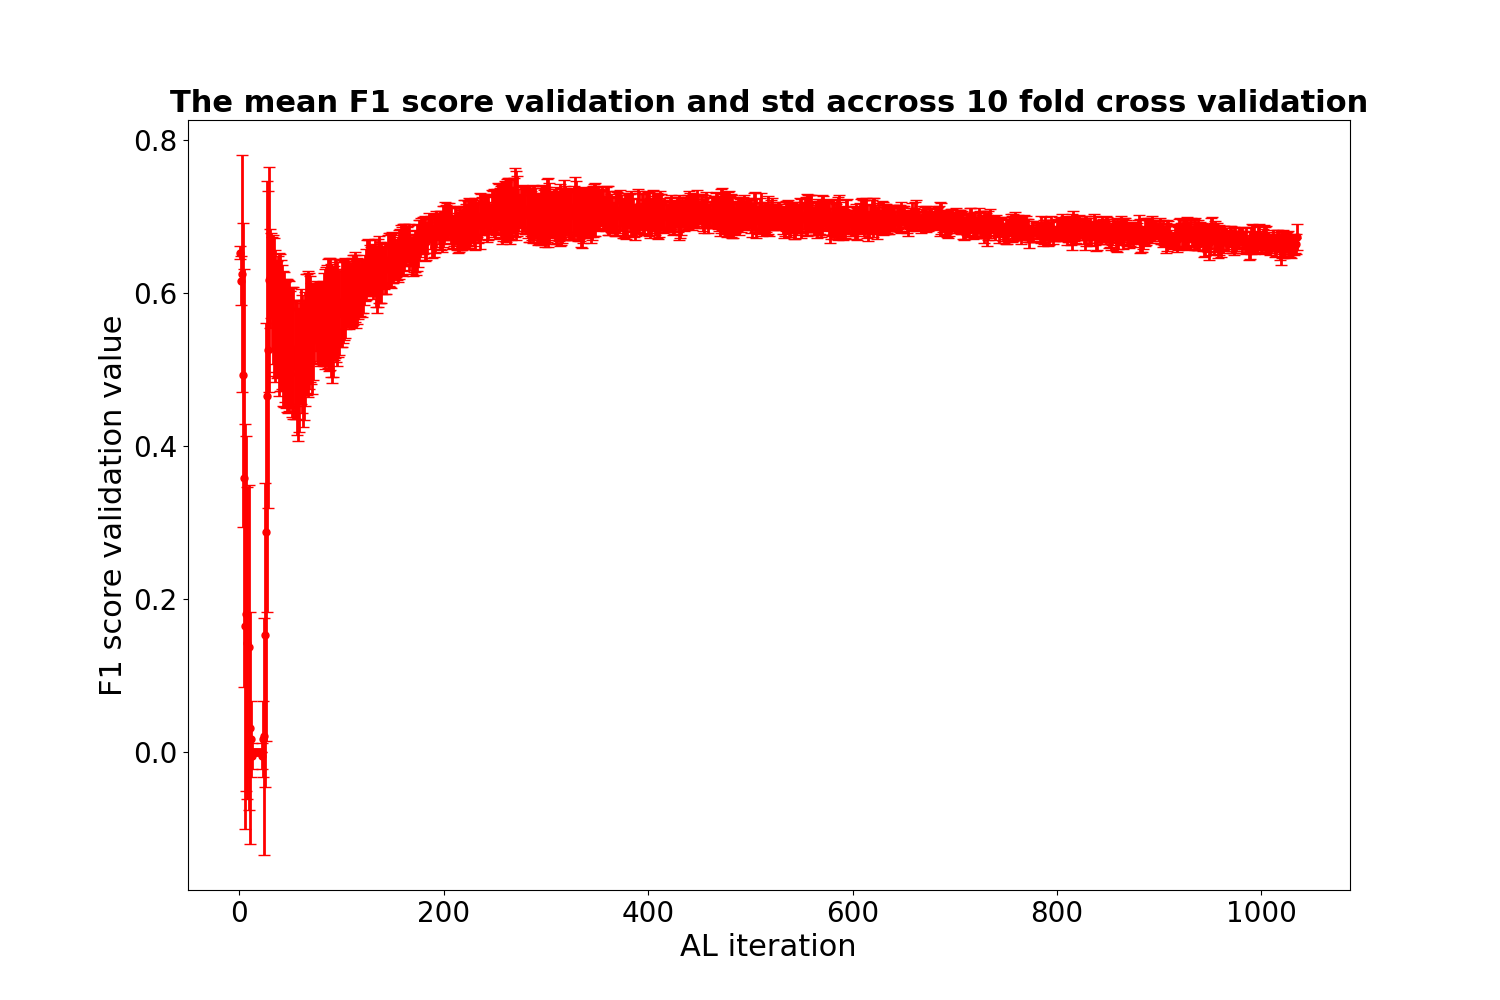 The mean F1 score validation and std accross 10 fold cross validation
0.8
0.6
0.4
0.2
0.0
F1 score validation value
0 200 400 600 800 1000
AL iteration